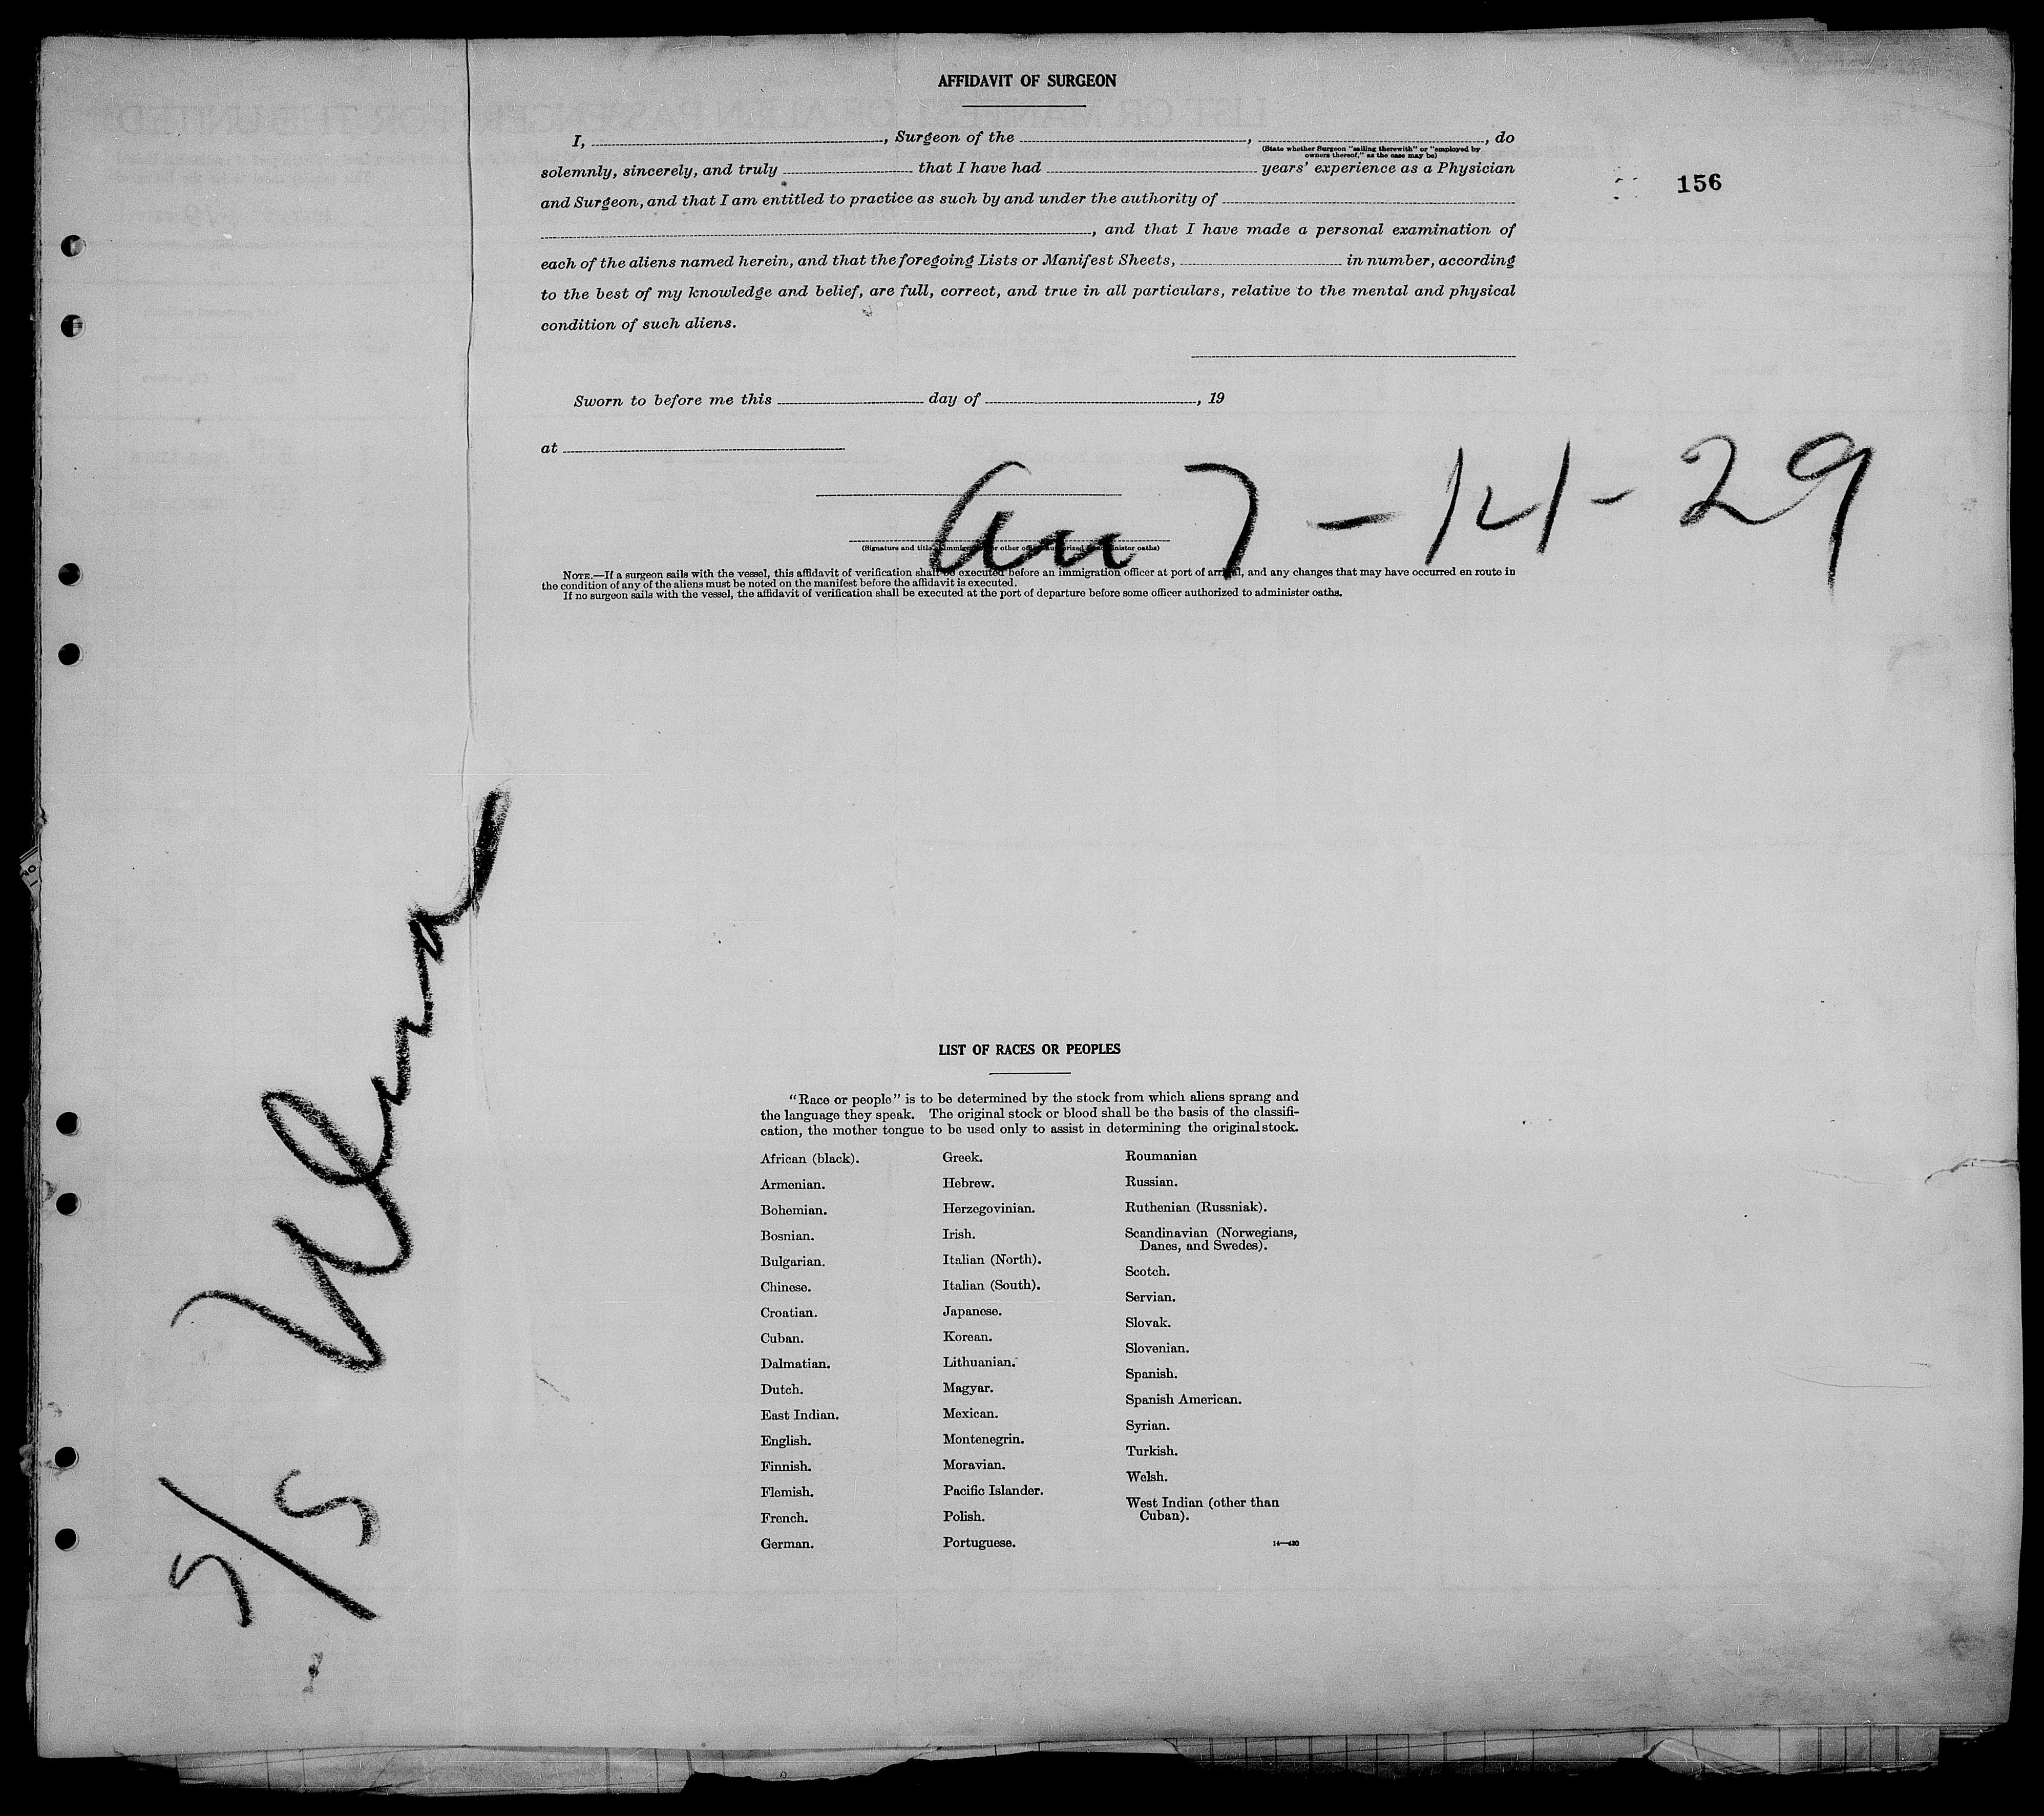 AFFIDAVIT OF SURGEON
I, , Surgeon of the , , do
(State whether Surgeon "sailing therewith" or "employed by
owners thereof," as the case may be)
solemnly, sincerely, and truly that I have had years' experience as a Physician
156
and Surgeon, and that I am entitled to practice as such by and under the authority of
, and that I have made a personal examination of
each of the aliens named herein, and that the foregoing Lists or Manifest Sheets, in number, according
to the best of my knowledge and belief, are full, correct, and true in all particulars, relative to the mental and physical
condition of such aliens.
Sworn to before me this day of , 19
at
7-14-29
(Signature and title immigration or other officer authorized to administer oaths)
NOTE.—If a surgeon sails with the vessel, this affidavit of verification shall be executed before an immigration officer at port of arrival, and any changes that may have occurred en route in
the condition of any of the aliens must be noted on the manifest before the affidavit is executed.
If no surgeon sails with the vessel, the affidavit of verification shall be executed at the port of departure before some officer authorized to administer oaths.
S/S
LIST OF RACES OR PEOPLES
"Race or people" is to be determined by the stock from which aliens sprang and
the language they speak. The original stock or blood shall be the basis of the classifi-
cation, the mother tongue to be used only to assist in determining the original stock.
African (black).
Armenian.
Bohemian.
Bosnian.
Bulgarian.
Chinese.
Croatian.
Cuban.
Dalmatian.
Dutch.
East Indian.
English.
Finnish.
Flemish.
French.
German.
Greek.
Hebrew.
Herzegovinian.
Irish.
Italian (North).
Italian (South).
Japanese.
Korean.
Lithuanian.
Magyar.
Mexican.
Montenegrin.
Moravian.
Pacific Islander.
Polish.
Portuguese.
Roumanian
Russian.
Ruthenian (Russniak).
Scandinavian (Norwegians,
Danes, and Swedes).
Scotch.
Servian.
Slovak.
Slovenian.
Spanish.
Spanish American.
Syrian.
Turkish.
Welsh.
West Indian (other than
Cuban).
14—430